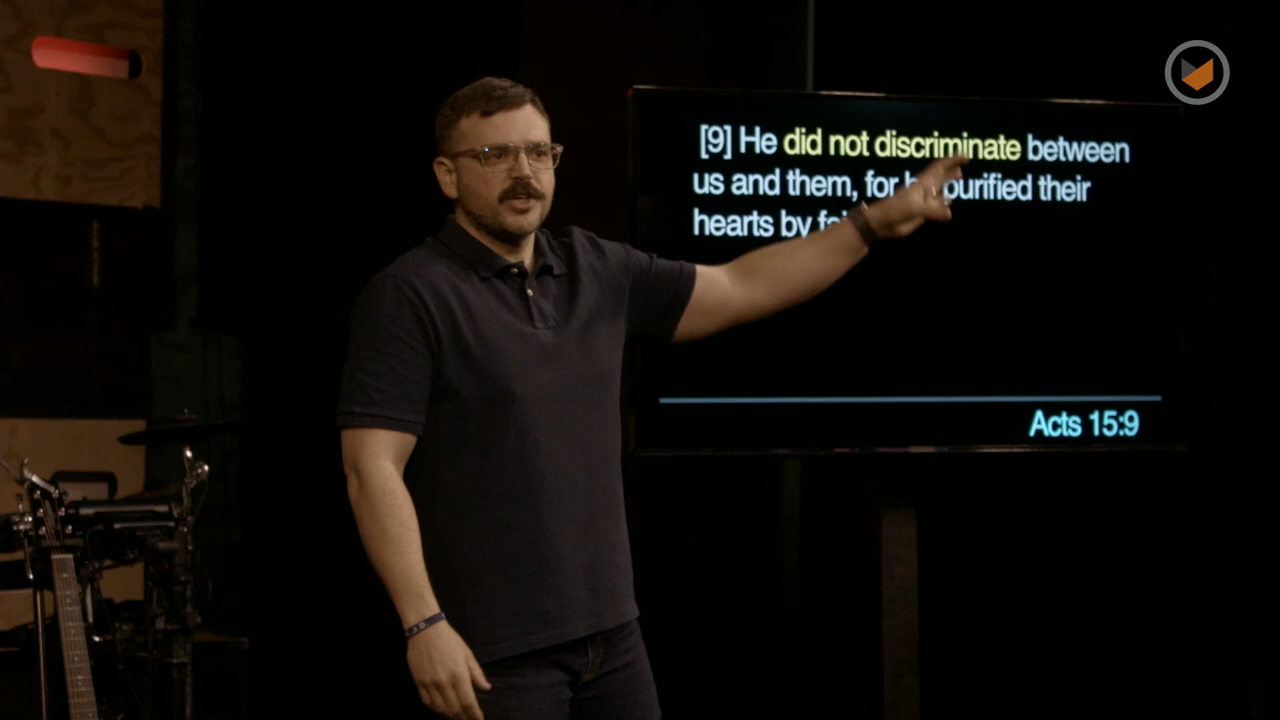 [9] He did not discriminate between
us and them, for purified their
hearts by
Acts 15:9